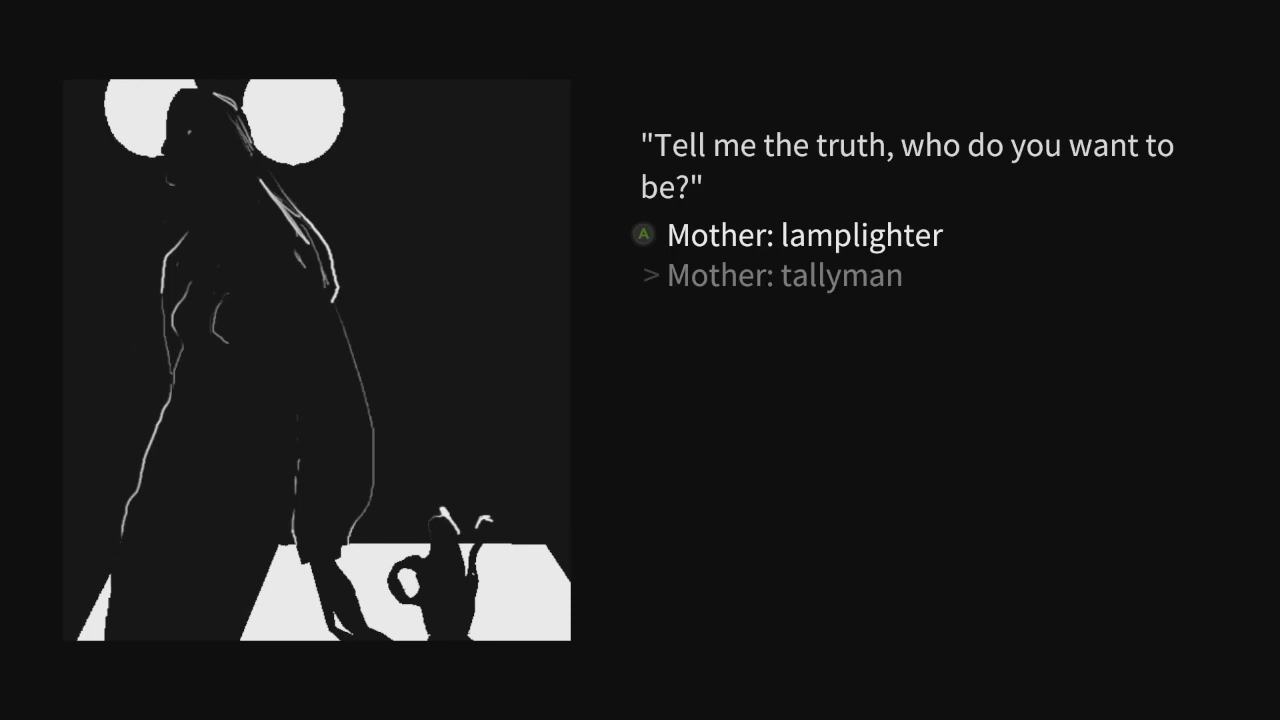 "Tell me the truth, who do you want to
be?"
A Mother: lamplighter
> Mother: tallyman